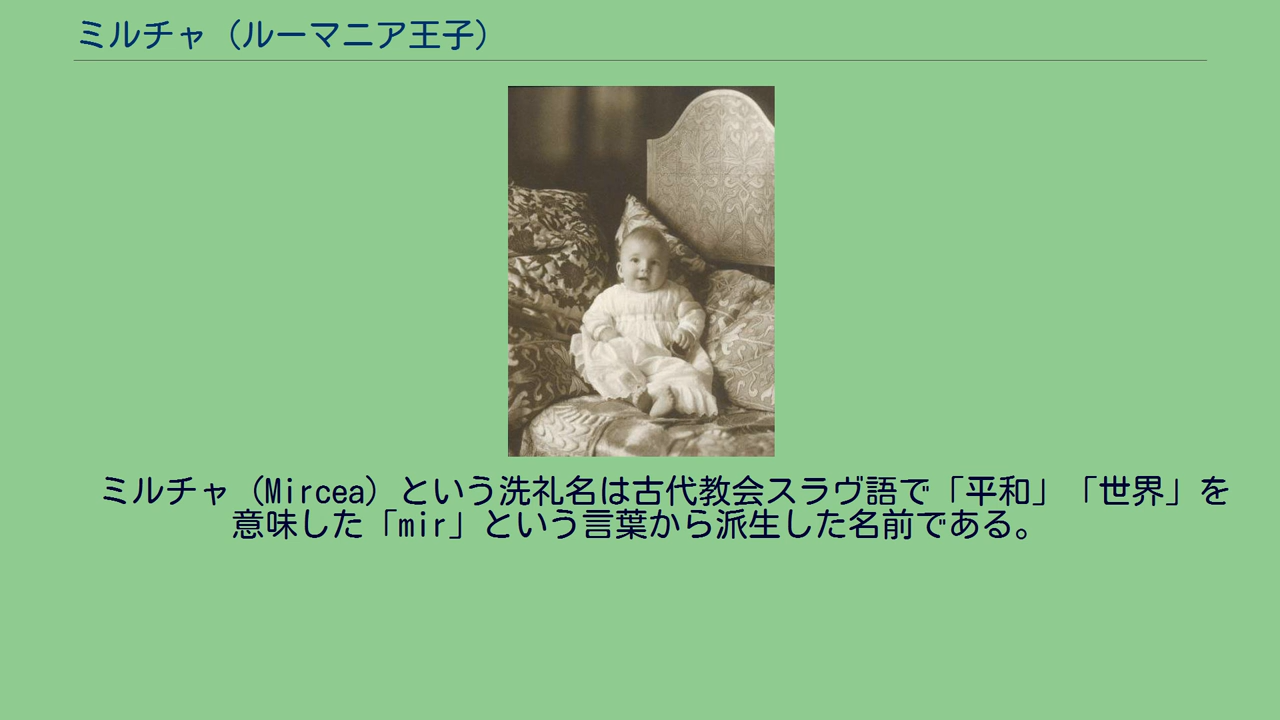 ミルチャ（ルーマニア王子）
ミルチャ（Mircea）という洗礼名は古代教会スラヴ語で「平和」「世界」を
意味した「mir」という言葉から派生した名前である。